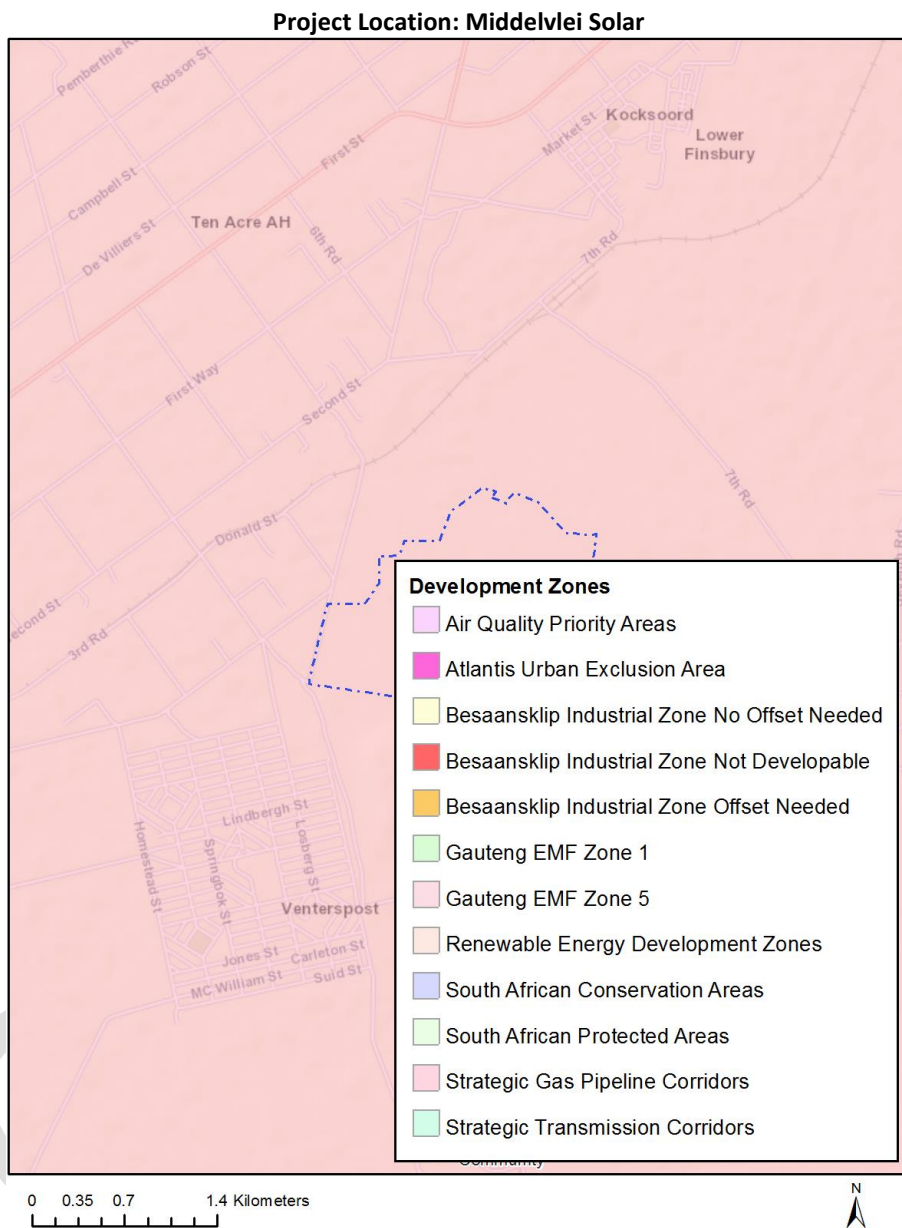 Project Location: Middelvlei Solar
Pemberthie Rd
Robson St
Kocksoord
Market St
Lower
Finsbury
First St
Campbell St
Ten Acre AH
De Villiers St
6th Rd
7th Rd
First Way
Second St
7th Rd
Donald St
3rd Rd
Lindbergh St
Homestead St
Springbok St
Losberg St
Venterspost
Jones St
Carleton St
MC William St
Suid St
Development Zones
Air Quality Priority Areas
Atlantis Urban Exclusion Area
Besaansklip Industrial Zone No Offset Needed
Besaansklip Industrial Zone Not Developable
Besaansklip Industrial Zone Offset Needed
Gauteng EMF Zone 1
Gauteng EMF Zone 5
Renewable Energy Development Zones
South African Conservation Areas
South African Protected Areas
Strategic Gas Pipeline Corridors
Strategic Transmission Corridors
0 0.35 0.7 1.4 Kilometers
N